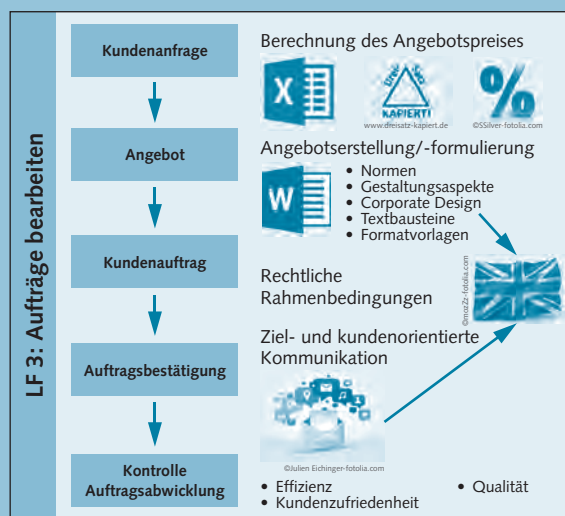 LF 3: Aufträge bearbeiten
Kundenanfrage
Angebot
Kundenauftrag
Auftragsbestätigung
Kontrolle
Auftragsabwicklung
Berechnung des Angebotspreises
X
KAPIERT!
%
www.dreisatz-kapiert.de
©SSilver-fotolia.com
Angebotserstellung/-formulierung
W
• Normen
• Gestaltungsaspekte
• Corporate Design
• Textbausteine
• Formatvorlagen
Rechtliche
Rahmenbedingungen
©mozZz-fotolia.com
Ziel- und kundenorientierte
Kommunikation
©Julien Eichinger-fotolia.com
• Effizienz
• Kundenzufriedenheit
• Qualität